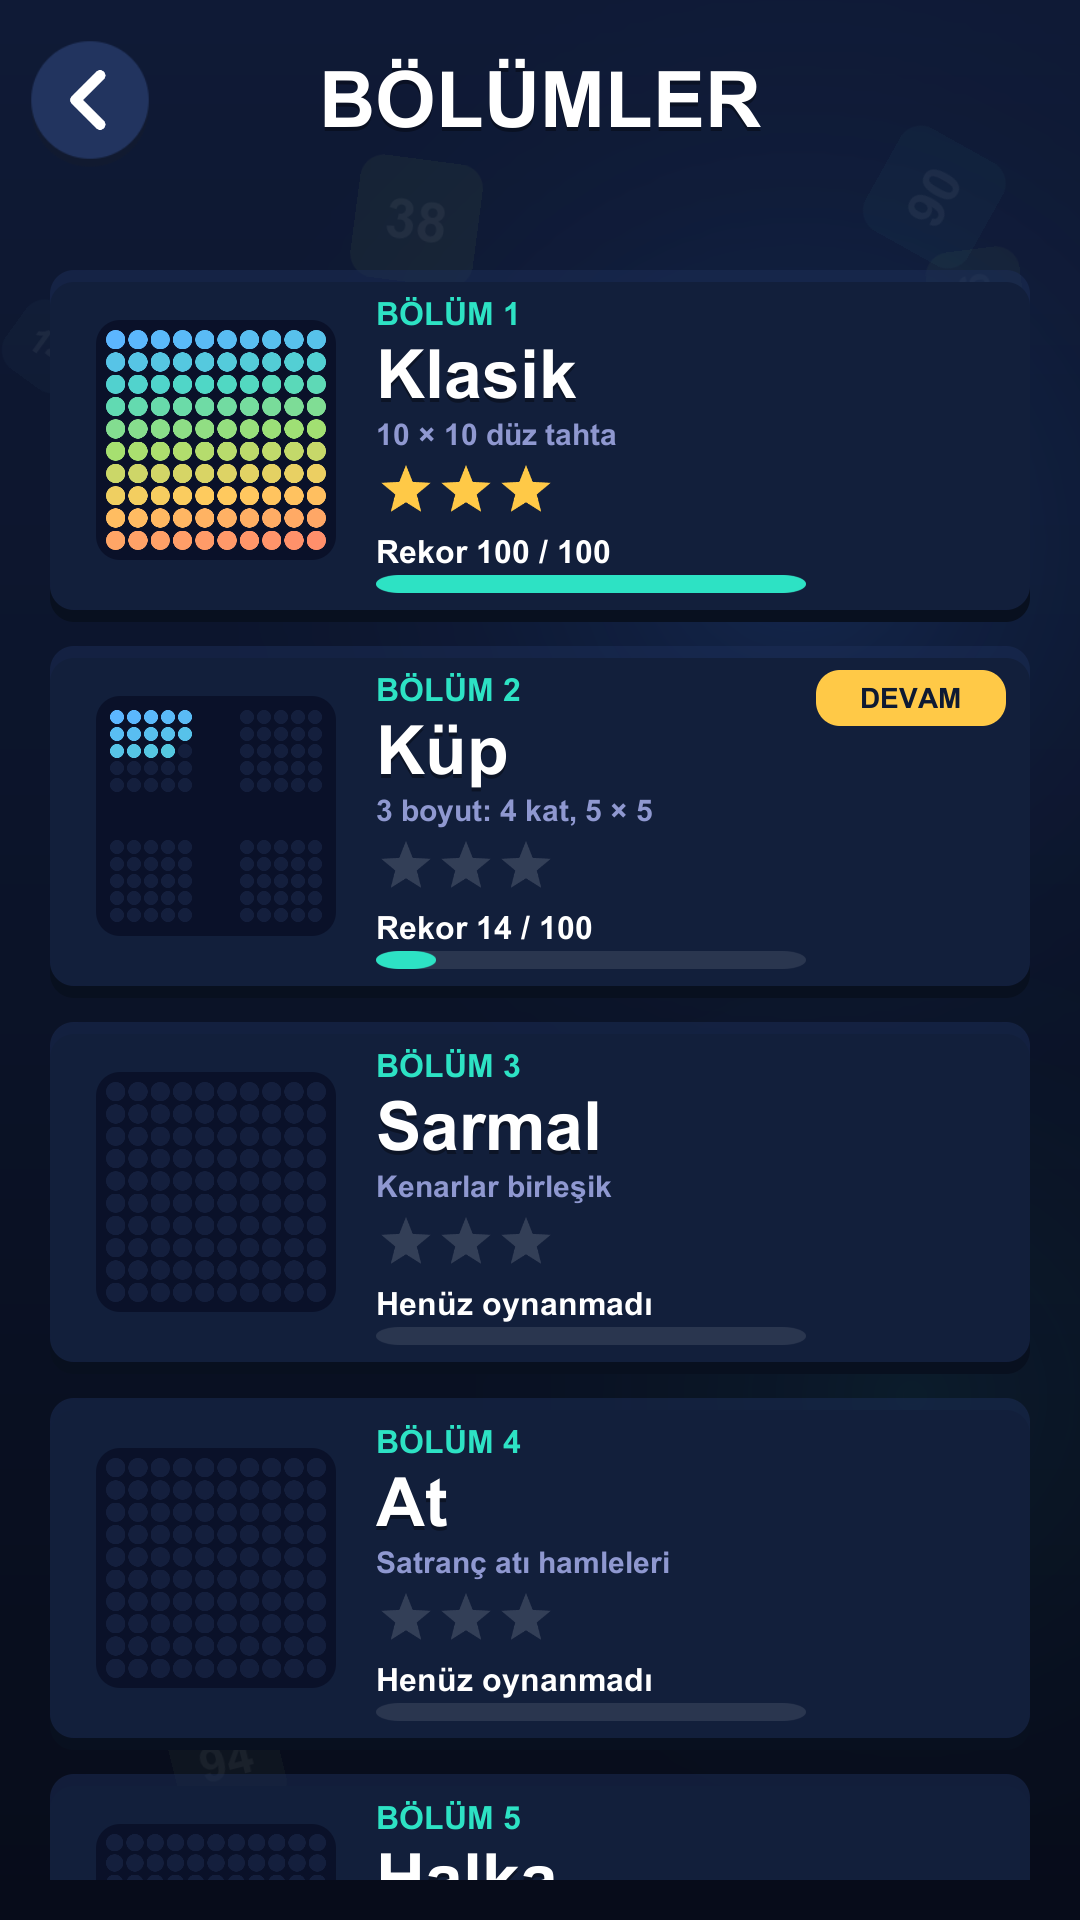 BÖLÜMLER
38
90
BÖLÜM 1
Klasik
10 × 10 düz tahta
Rekor 100 / 100
BÖLÜM 2
DEVAM
Küp
3 boyut: 4 kat, 5 × 5
Rekor 14 / 100
BÖLÜM 3
Sarmal
Kenarlar birleşik
Henüz oynanmadı
BÖLÜM 4
At
Satranç atı hamleleri
Henüz oynanmadı
94
BÖLÜM 5
Halka